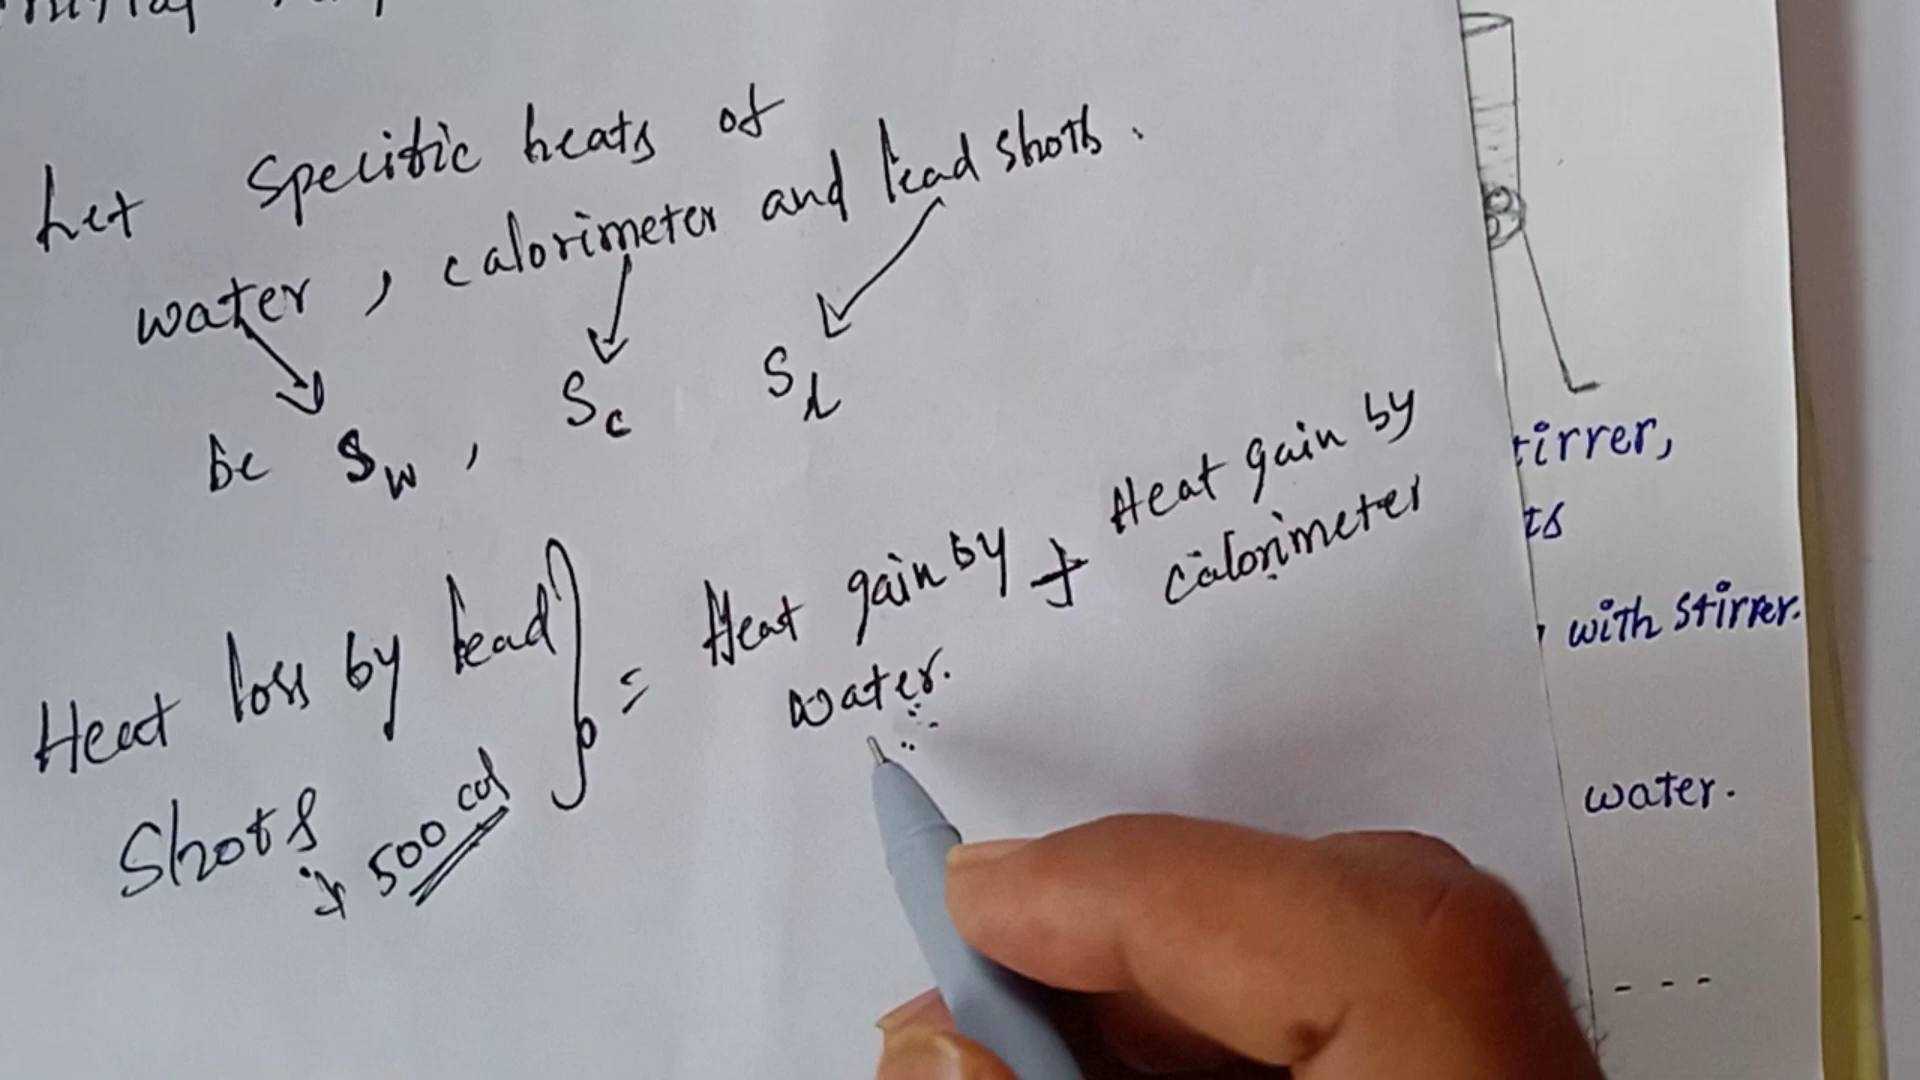 Let Specific heats of
water, calorimeter and lead shots.
be Sw, Sc SL
Heat loss by lead } = Heat gain by + Heat gain by
Shots water. calorimeter
500 cal
tirrer,
ts
with stirrer.
water.
- - -